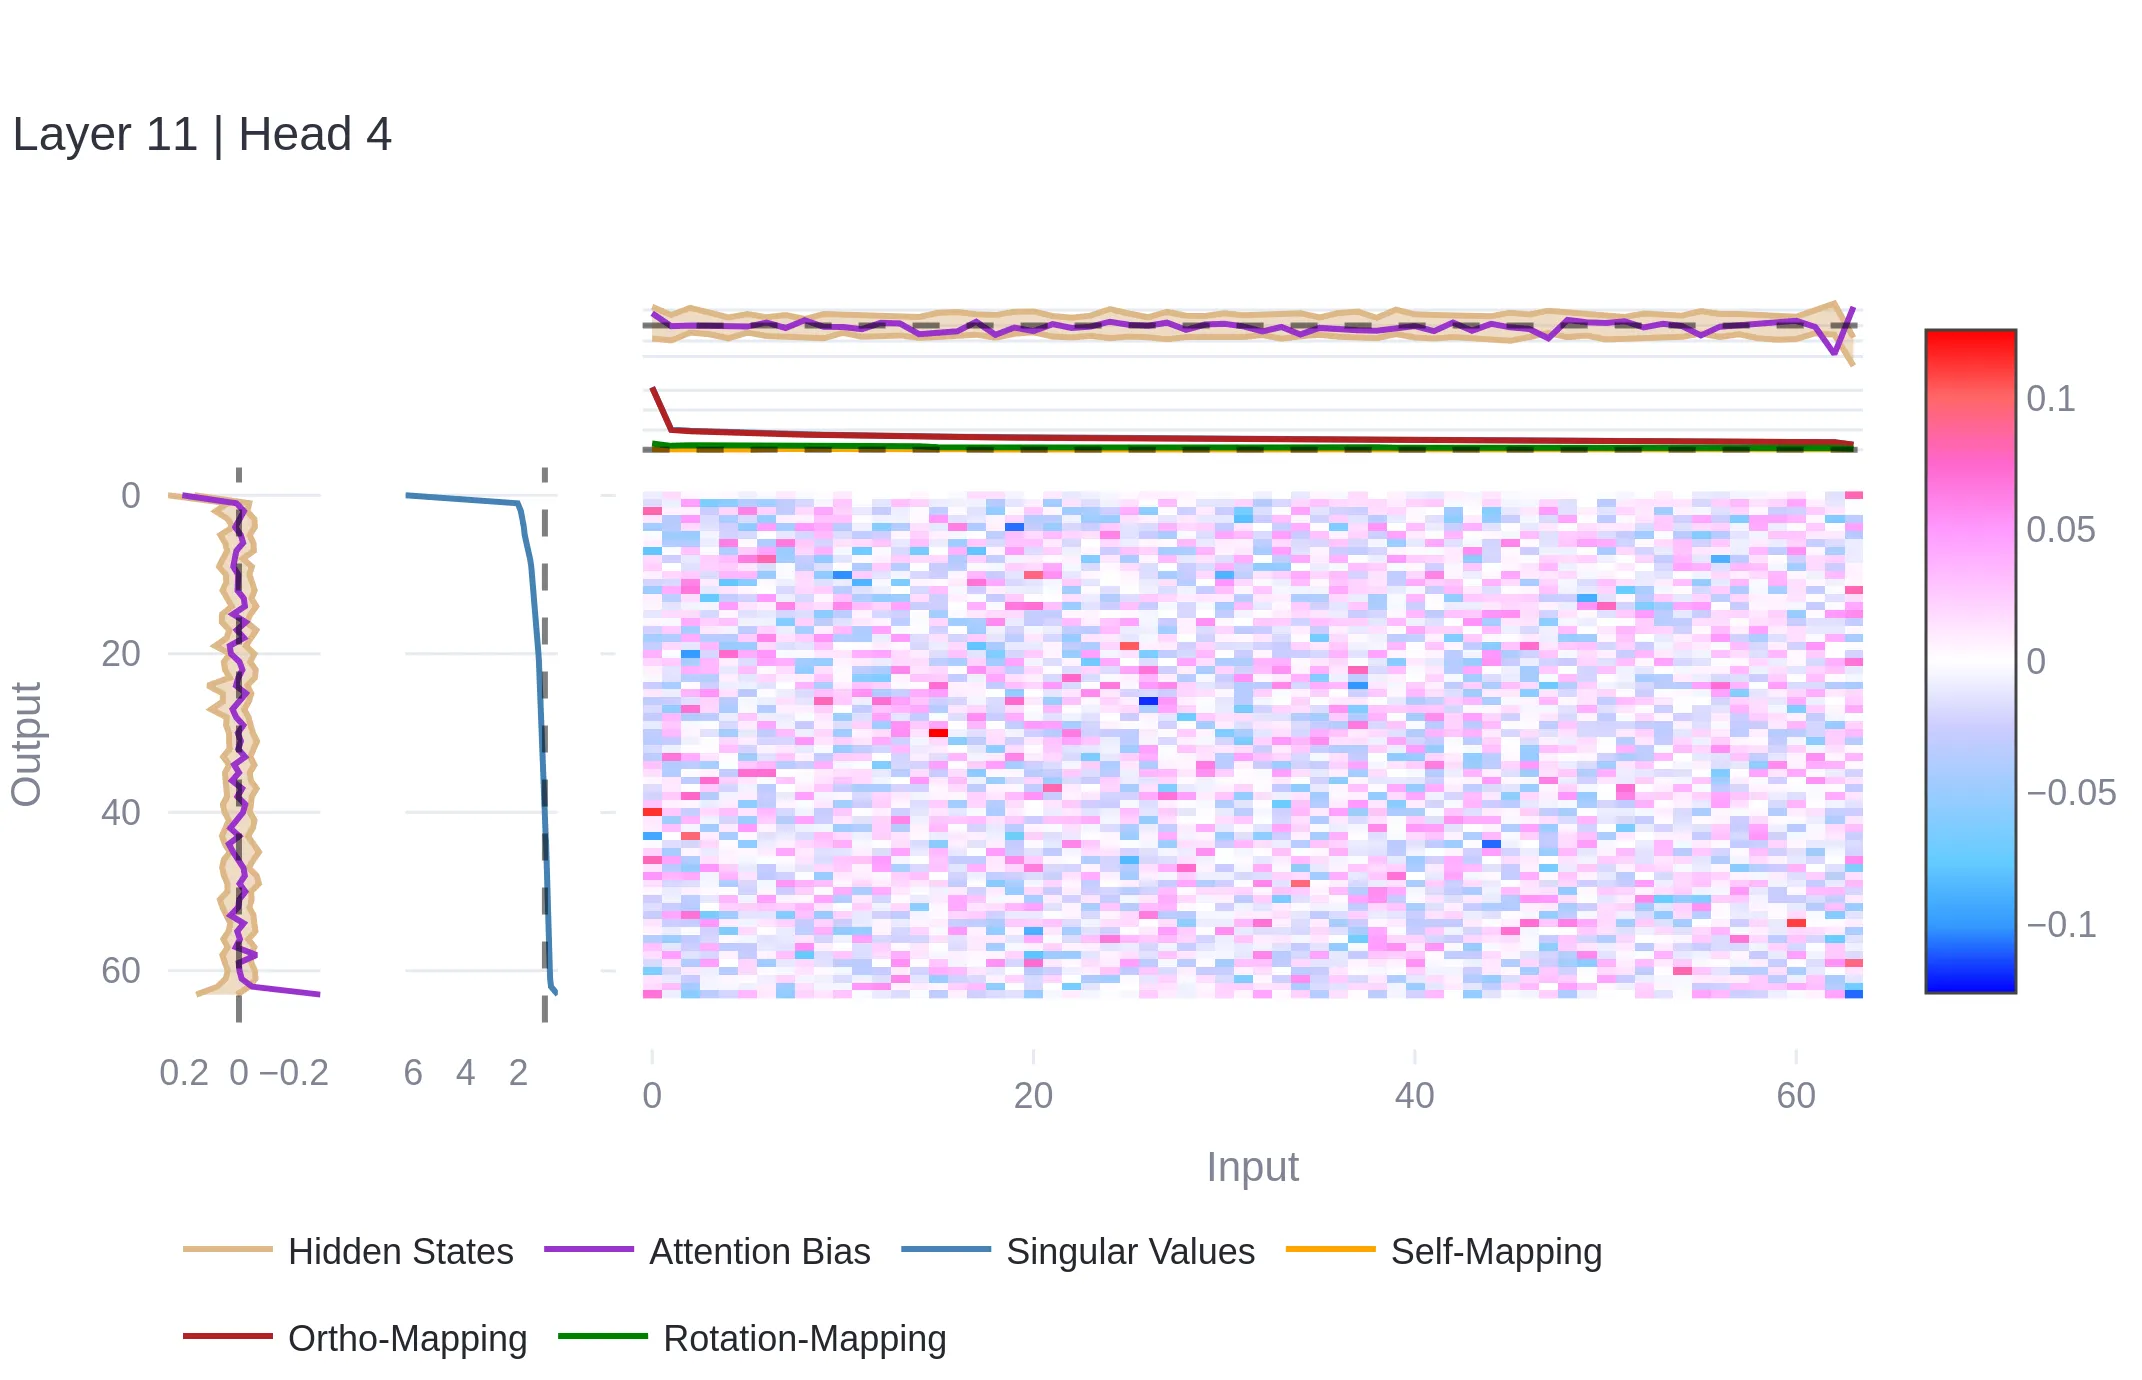 Layer 11 | Head 4
0.1
0.05
0
−0.05
−0.1
Output
0
20
40
60
0.2 0 −0.2
6 4 2
0 20 40 60
Input
Hidden States Attention Bias Singular Values Self-Mapping
Ortho-Mapping Rotation-Mapping